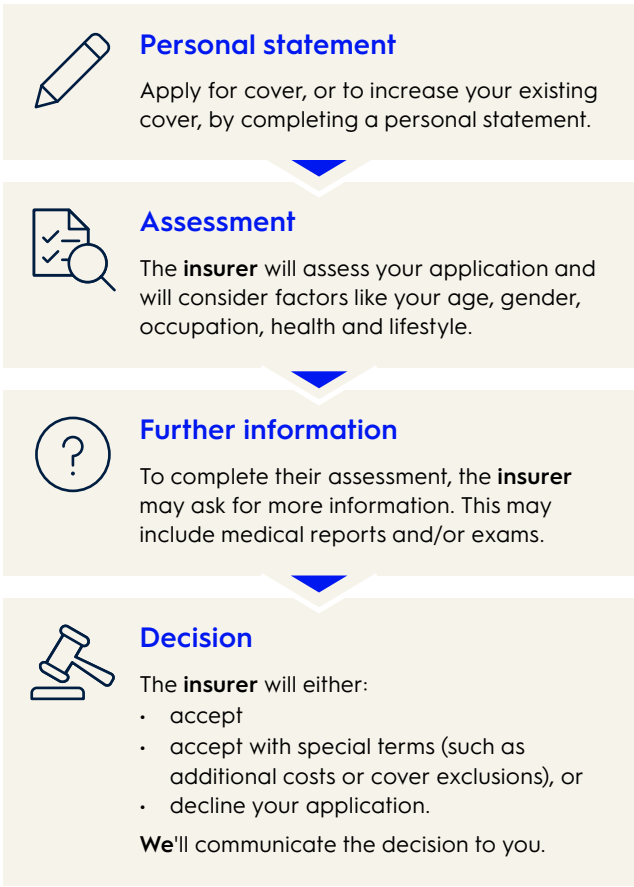 Personal statement
Apply for cover, or to increase your existing
cover, by completing a personal statement.
Assessment
The insurer will assess your application and
will consider factors like your age, gender,
occupation, health and lifestyle.
?
Further information
To complete their assessment, the insurer
may ask for more information. This may
include medical reports and/or exams.
Decision
The insurer will either:
• accept
• accept with special terms (such as
additional costs or cover exclusions), or
• decline your application.
We'll communicate the decision to you.